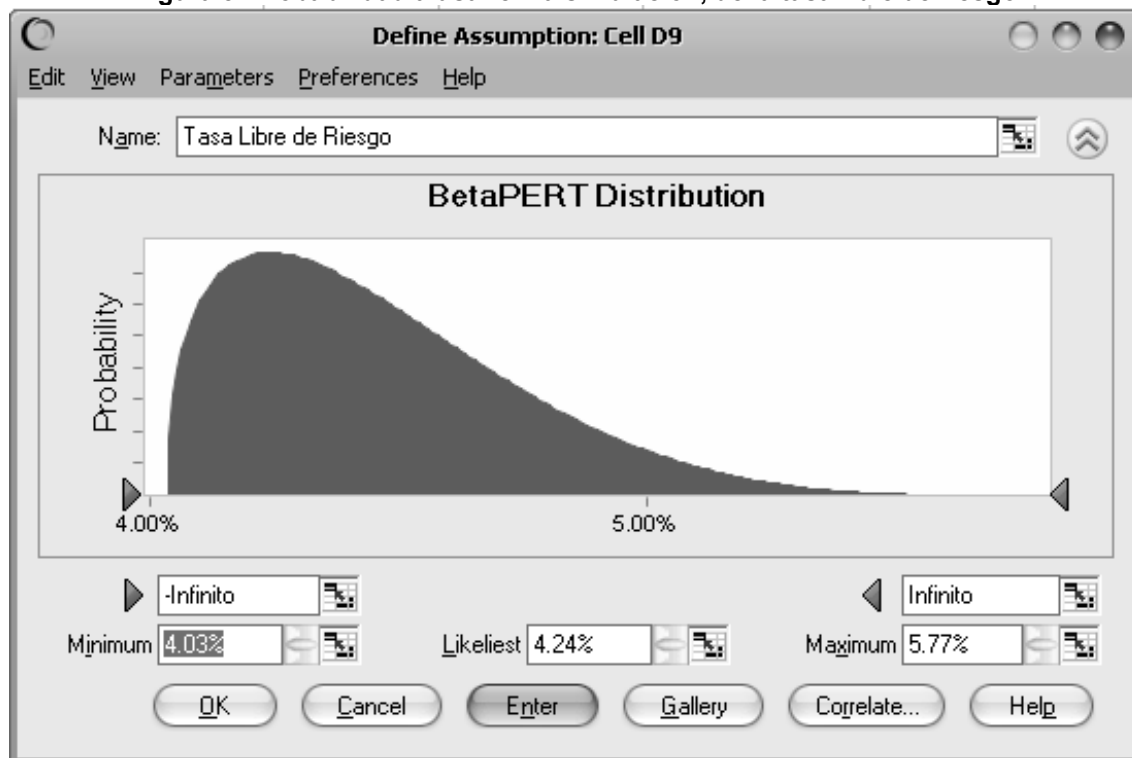 Define Assumption: Cell D9
Edit View Parameters Preferences Help
Name: Tasa Libre de Riesgo
BetaPERT Distribution
Probability
4.00% 5.00%
-Infinito Infinito
Minimum 4.03% Likeliest 4.24% Maximum 5.77%
OK Cancel Enter Gallery Correlate... Help